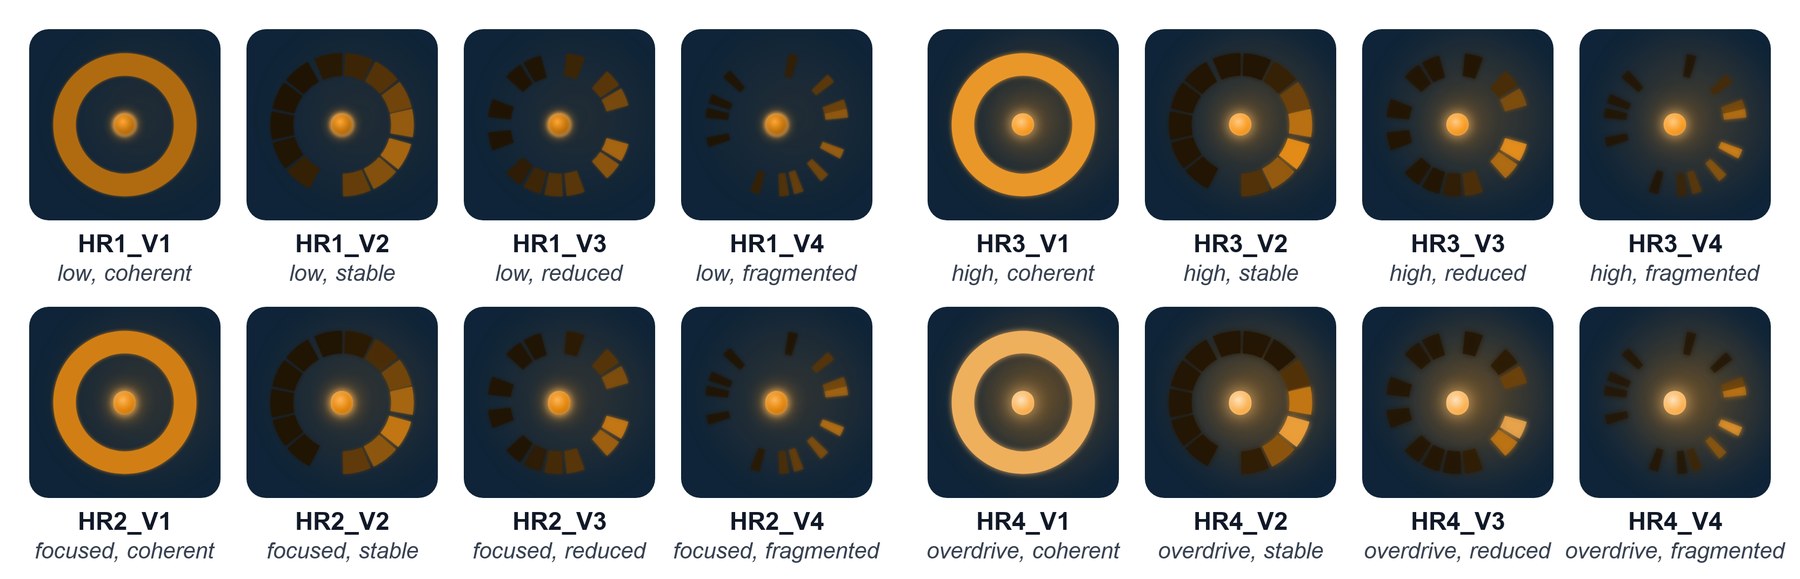 HR1_V1
low, coherent
HR1_V2
low, stable
HR1_V3
low, reduced
HR1_V4
low, fragmented
HR3_V1
high, coherent
HR3_V2
high, stable
HR3_V3
high, reduced
HR3_V4
high, fragmented
HR2_V1
focused, coherent
HR2_V2
focused, stable
HR2_V3
focused, reduced
HR2_V4
focused, fragmented
HR4_V1
overdrive, coherent
HR4_V2
overdrive, stable
HR4_V3
overdrive, reduced
HR4_V4
overdrive, fragmented